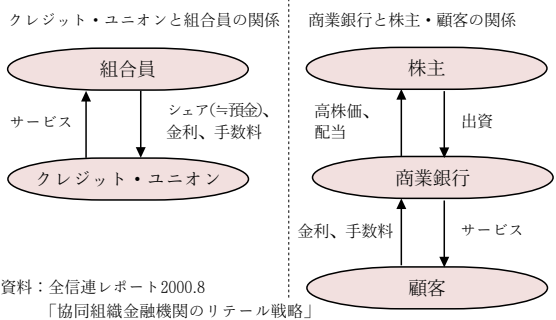 クレジット・ユニオンと組合員の関係
組合員
サービス
シェア(≒預金)、
金利、手数料
クレジット・ユニオン
商業銀行と株主・顧客の関係
株主
高株価、
配当
出資
商業銀行
金利、手数料
サービス
顧客
資料：全信連レポート2000.8
「協同組織金融機関のリテール戦略」